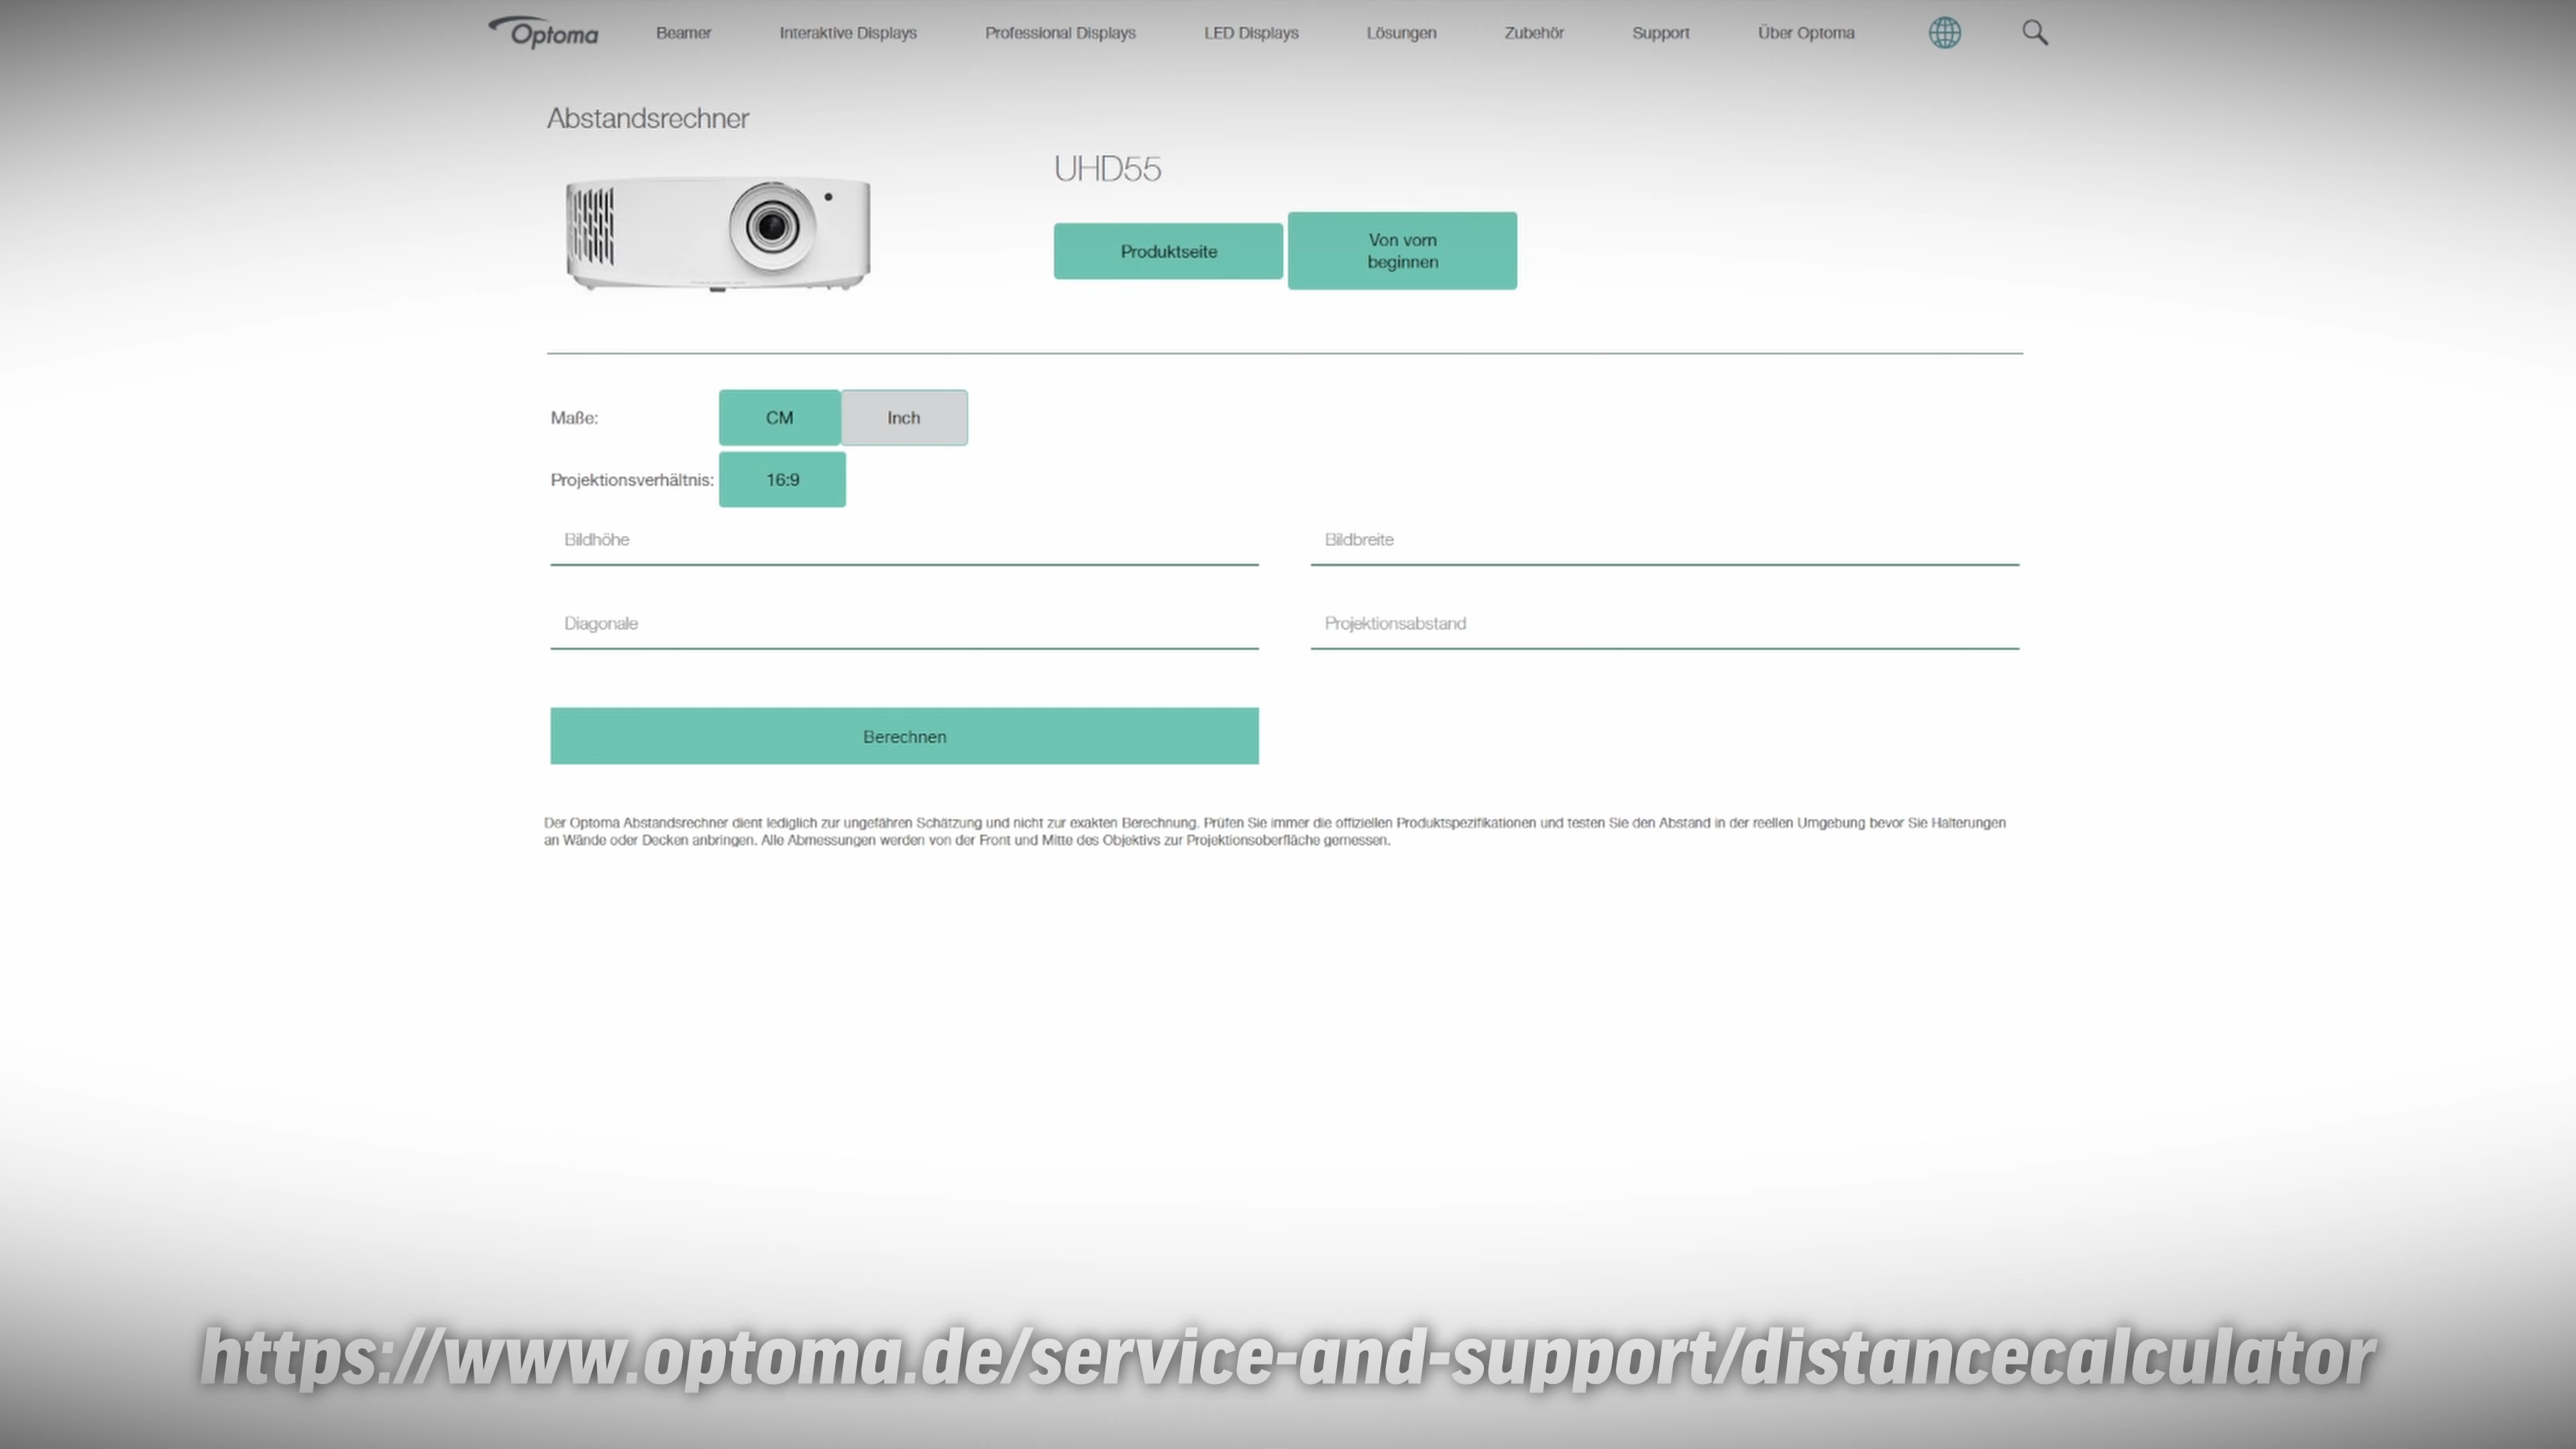 Optoma
Beamer
Interaktive Displays
Professional Displays
LED Displays
Lösungen
Zubehör
Support
Über Optoma
Abstandsrechner
UHD55
Produktseite
Von vorn
beginnen
Maße:
CM
Inch
Projektionsverhältnis:
16:9
Bildhöhe
Bildbreite
Diagonale
Projektionsabstand
Berechnen
Der Optoma Abstandsrechner dient lediglich zur ungefähren Schätzung und nicht zur exakten Berechnung. Prüfen Sie immer die offiziellen Produktspezifikationen und testen Sie den Abstand in der reellen Umgebung bevor Sie Halterungen
an Wände oder Decken anbringen. Alle Abmessungen werden von der Front und Mitte des Objektivs zur Projektionsoberfläche gemessen.
https://www.optoma.de/service-and-support/distancecalculator